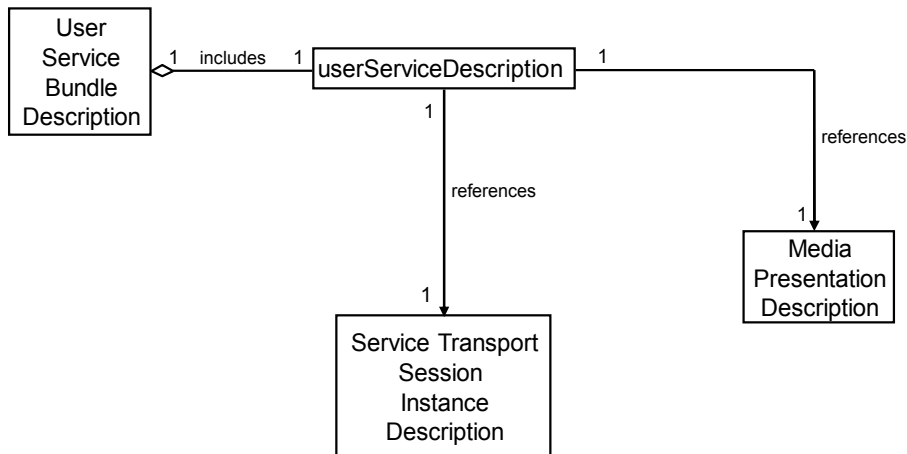 User
Service
Bundle
Description
1 includes 1
userServiceDescription
1
1
references
1
references
1
Media
Presentation
Description
Service Transport
Session
Instance
Description